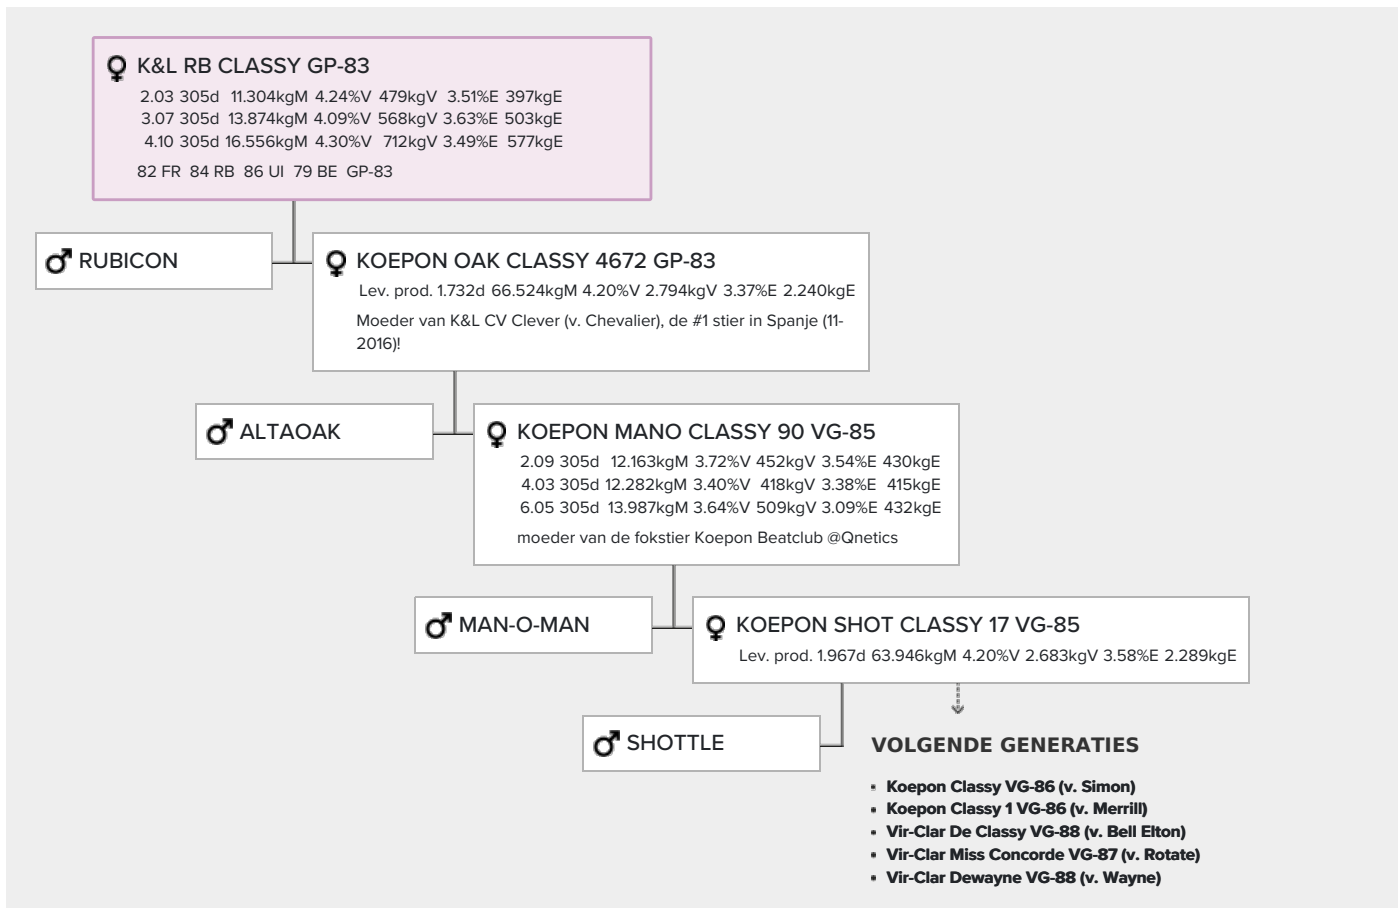 K&L RB CLASSY GP-83
2.03 305d 11.304kgM 4.24%V 479kgV 3.51%E 397kgE
3.07 305d 13.874kgM 4.09%V 568kgV 3.63%E 503kgE
4.10 305d 16.556kgM 4.30%V 712kgV 3.49%E 577kgE
82 FR 84 RB 86 UI 79 BE GP-83
RUBICON
KOEPON OAK CLASSY 4672 GP-83
Lev. prod. 1.732d 66.524kgM 4.20%V 2.794kgV 3.37%E 2.240kgE
Moeder van K&L CV Clever (v. Chevalier), de #1 stier in Spanje (11-
2016)!
ALTAOAK
KOEPON MANO CLASSY 90 VG-85
2.09 305d 12.163kgM 3.72%V 452kgV 3.54%E 430kgE
4.03 305d 12.282kgM 3.40%V 418kgV 3.38%E 415kgE
6.05 305d 13.987kgM 3.64%V 509kgV 3.09%E 432kgE
moeder van de fokstier Koepon Beatclub @Qnetics
MAN-O-MAN
KOEPON SHOT CLASSY 17 VG-85
Lev. prod. 1.967d 63.946kgM 4.20%V 2.683kgV 3.58%E 2.289kgE
SHOTTLE
VOLGENDE GENERATIES
• Koepon Classy VG-86 (v. Simon)
• Koepon Classy 1 VG-86 (v. Merrill)
• Vir-Clar De Classy VG-88 (v. Bell Elton)
• Vir-Clar Miss Concorde VG-87 (v. Rotate)
• Vir-Clar Dewayne VG-88 (v. Wayne)